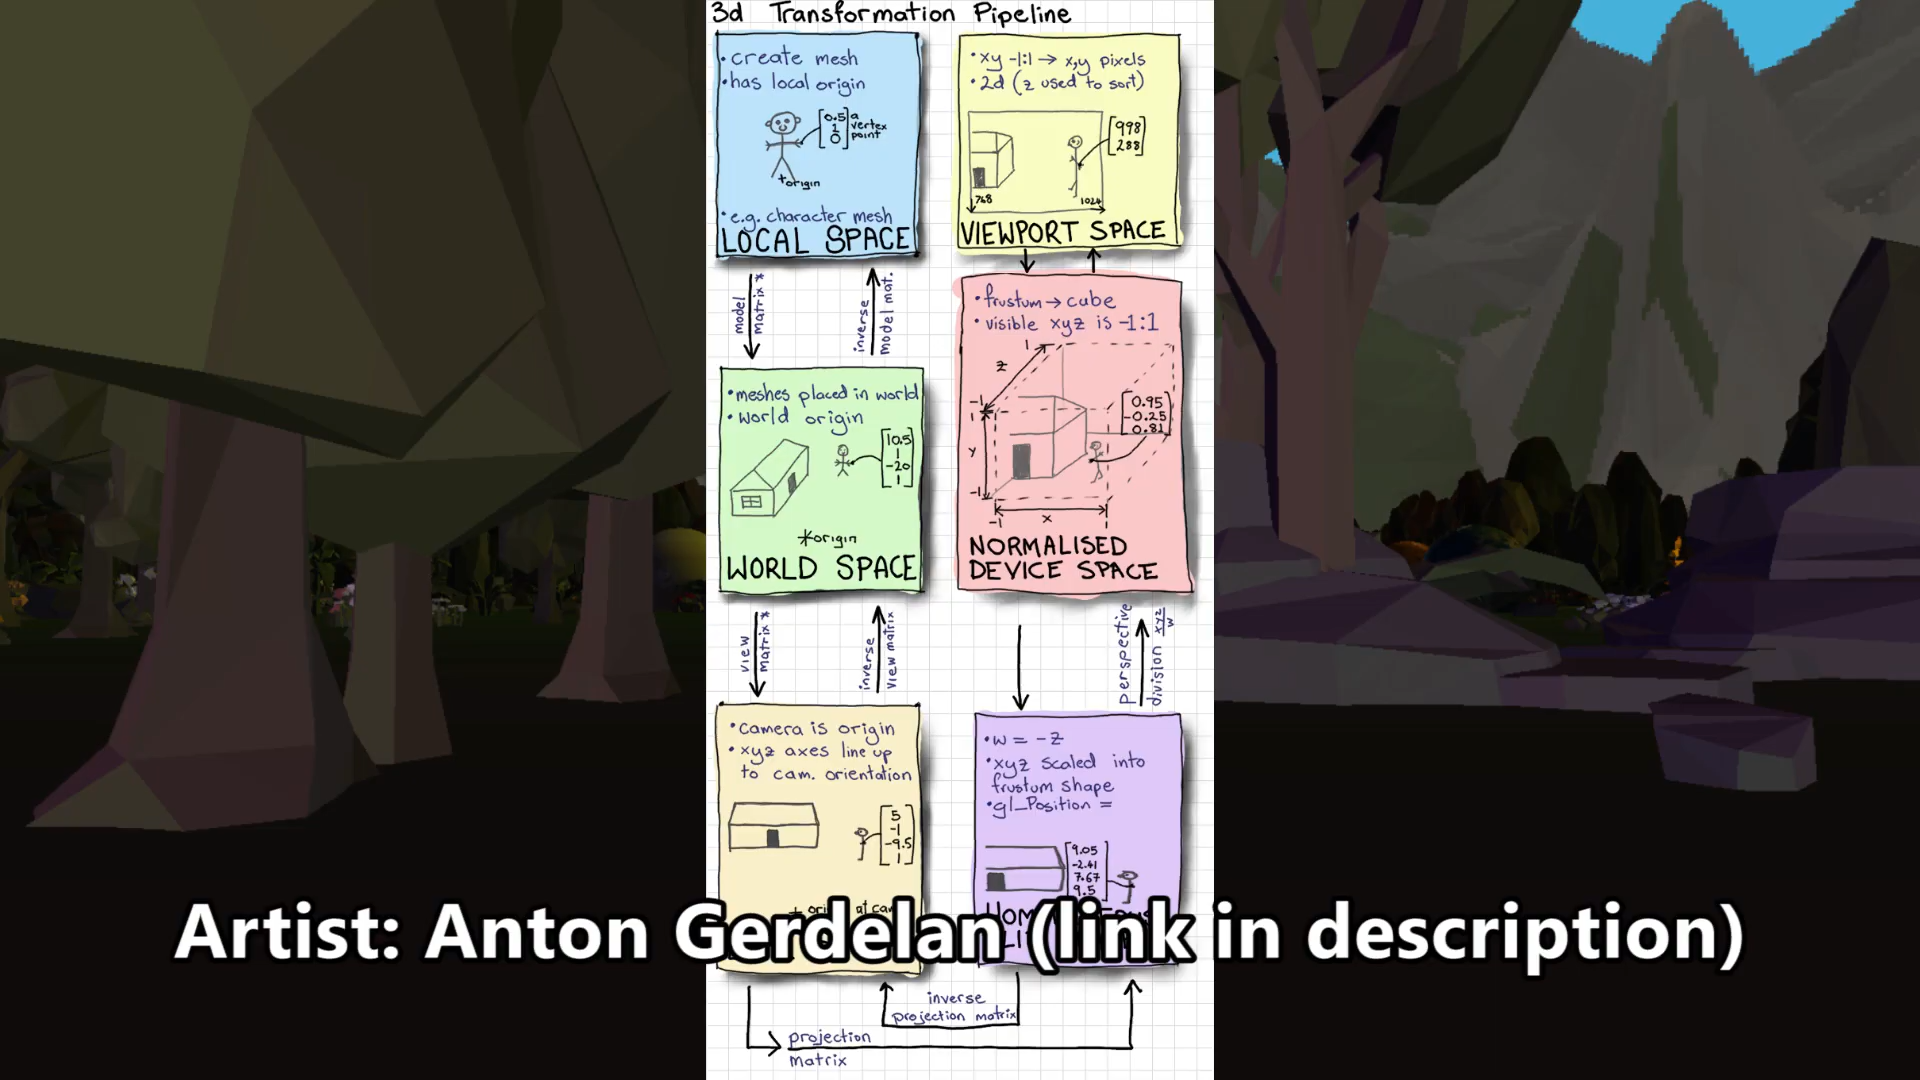 3d Transformation Pipeline
• create mesh
• has local origin
[0.5 1 0]
a vertex point
+origin
• e.g. character mesh
LOCAL SPACE
model matrix *
inverse model mat.
• meshes placed in world
• world origin
[10.5 1 -20 1]
*origin
WORLD SPACE
view matrix *
inverse view matrix
• camera is origin
• xyz axes line up
to cam. orientation
[5 -1 -9.5 1]
projection
matrix
inverse
projection matrix
• w = -z
• xyz scaled into
frustum shape
• gl_Position =
[9.05 -2.41 7.67 9.5
perspective division xyz/w
• frustum → cube
• visible xyz is -1:1
1
z
-1
1
y
-1
-1
x
[0.95 -0.25 0.81]
NORMALISED
DEVICE SPACE
• xy -1:1 → x,y pixels
• 2d (z used to sort)
[998 288]
768
1024
VIEWPORT SPACE
Artist: Anton Gerdelan (link in description)